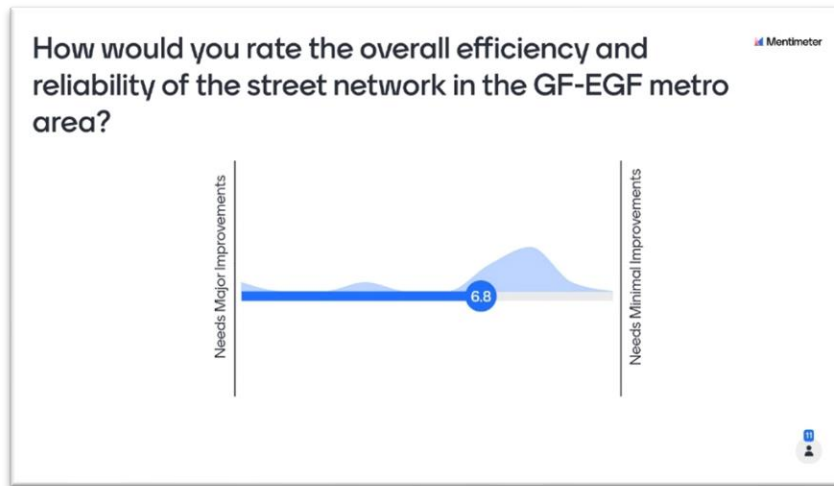 How would you rate the overall efficiency and
reliability of the street network in the GF-EGF metro
area?
Mentimeter
Needs Major Improvements
6.8
Needs Minimal Improvements
11